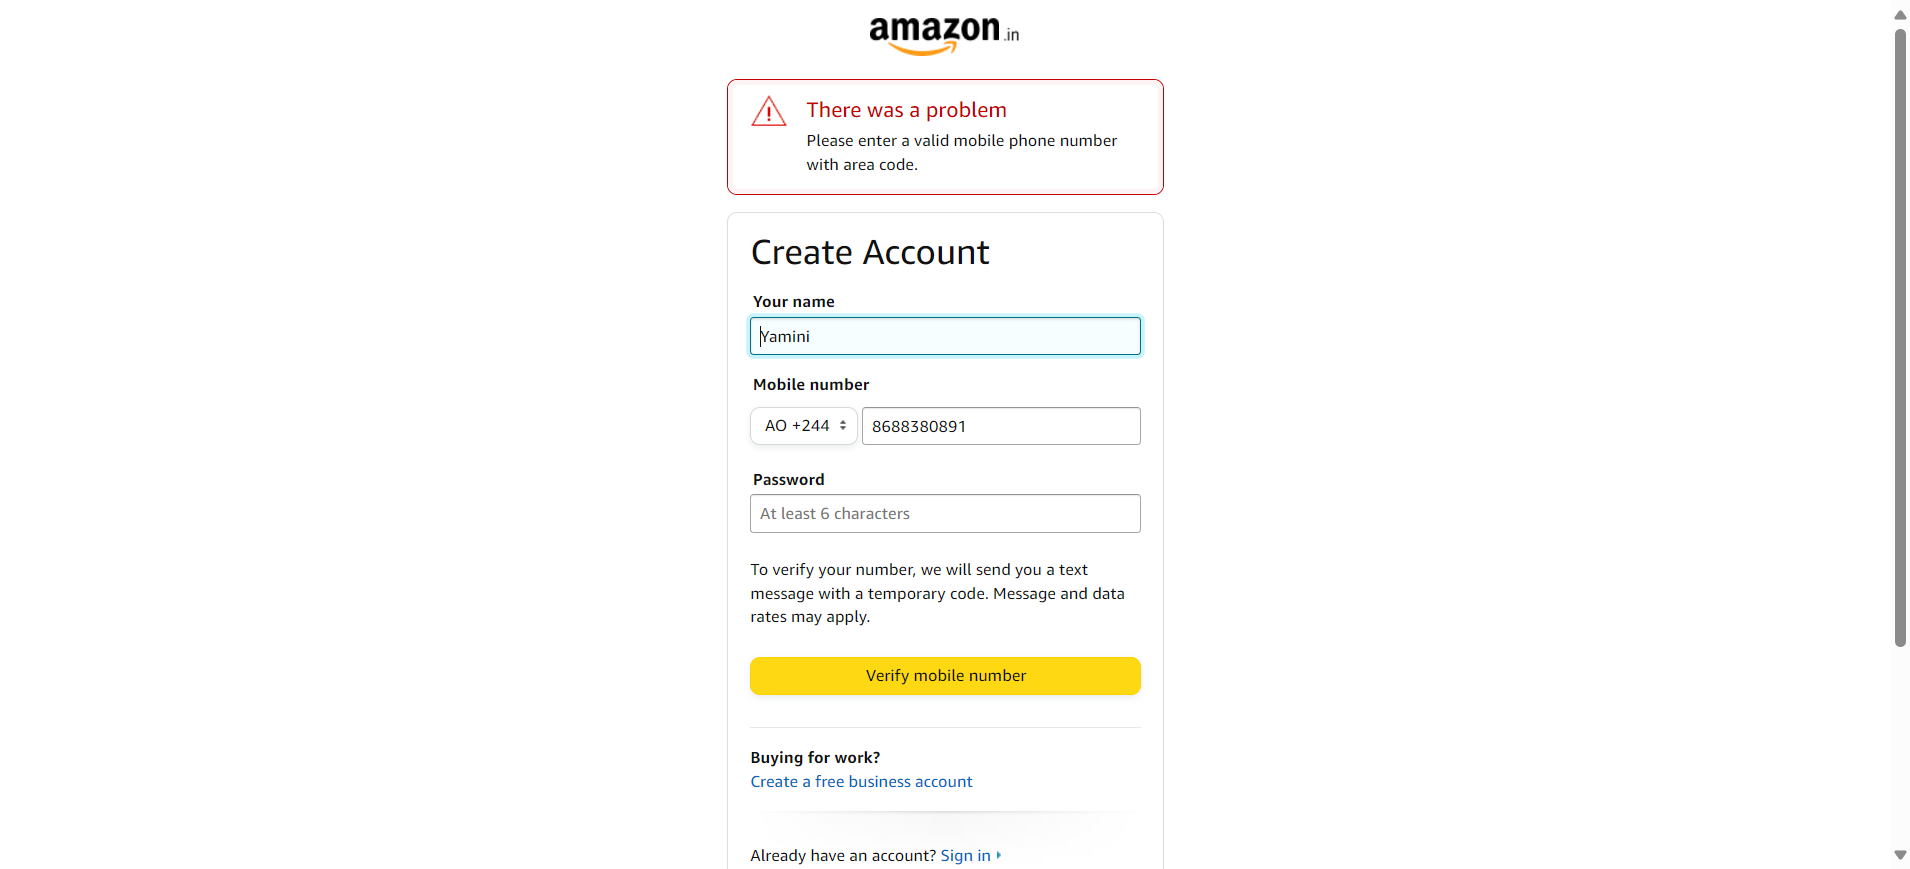 amazon.in
There was a problem
Please enter a valid mobile phone number
with area code.
Create Account
Your name
Yamini
Mobile number
AO +244 8688380891
Password
At least 6 characters
To verify your number, we will send you a text
message with a temporary code. Message and data
rates may apply.
Verify mobile number
Buying for work?
Create a free business account
Already have an account? Sign in